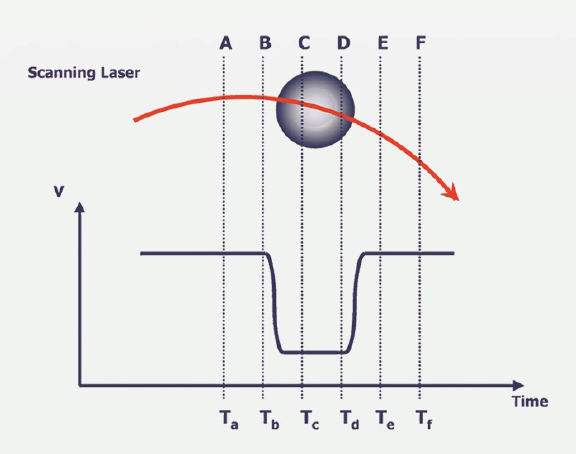 A B C D E F
Scanning Laser
V
Time
Ta Tb Tc Td Te Tf